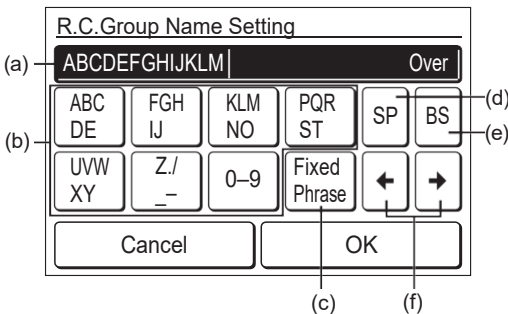 R.C.Group Name Setting
(a) ABCDEFGHIJKLM Over
ABC FGH KLM PQR SP BS (d)
DE IJ NO ST (e)
(b)
UVW Z./ 0–9 Fixed ← →
XY _– Phrase
Cancel OK
(c) (f)